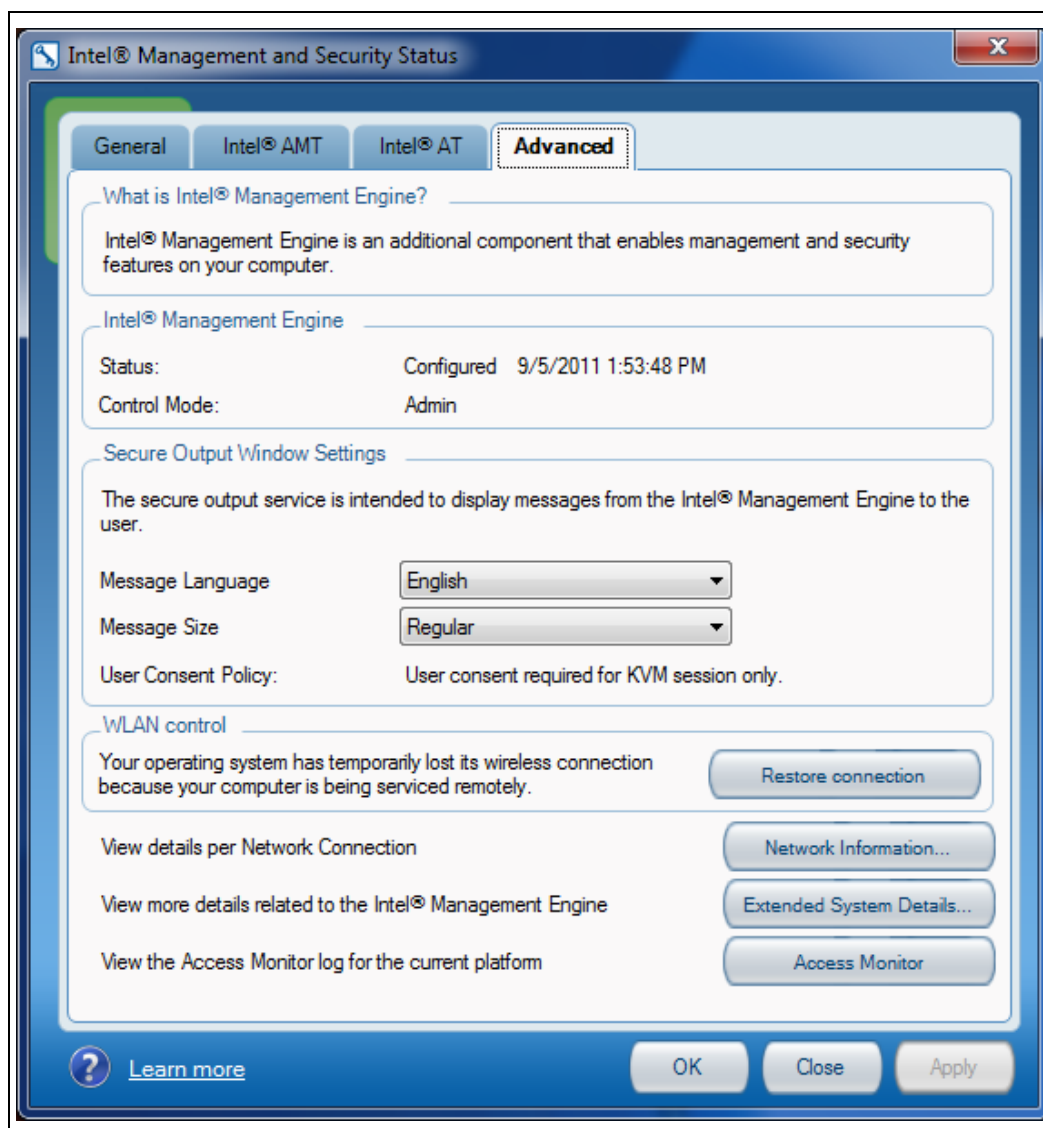 Intel® Management and Security Status
General Intel® AMT Intel® AT Advanced
What is Intel® Management Engine?
Intel® Management Engine is an additional component that enables management and security
features on your computer.
Intel® Management Engine
Status: Configured 9/5/2011 1:53:48 PM
Control Mode: Admin
Secure Output Window Settings
The secure output service is intended to display messages from the Intel® Management Engine to the
user.
Message Language English
Message Size Regular
User Consent Policy: User consent required for KVM session only.
WLAN control
Your operating system has temporarily lost its wireless connection
because your computer is being serviced remotely.
Restore connection
View details per Network Connection Network Information...
View more details related to the Intel® Management Engine Extended System Details...
View the Access Monitor log for the current platform Access Monitor
? Learn more OK Close Apply